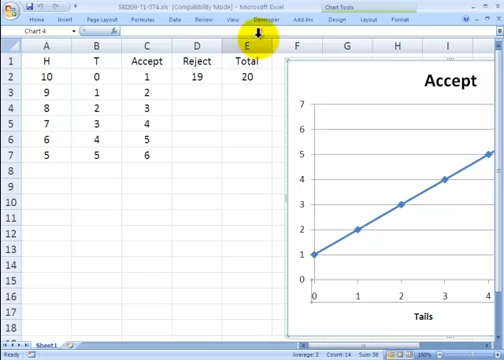 SB0209-T1-ST4.xls [Compatibility Mode] - Microsoft Excel
Chart Tools
Home Insert Page Layout Formulas Data Review View Developer Add-Ins Design Layout Format
Chart 4 fx
A B C D E F G H I
1 H T Accept Reject Total
2 10 0 1 19 20
3 9 1 2
4 8 2 3
5 7 3 4
6 6 4 5
7 5 5 6
8
9
10
11
12
13
14
15
16
17
18
Accept
7
6
5
4
3
2
1
0
0 1 2 3 4
Tails
Sheet1
Ready Average: 3 Count: 14 Sum: 36 100%